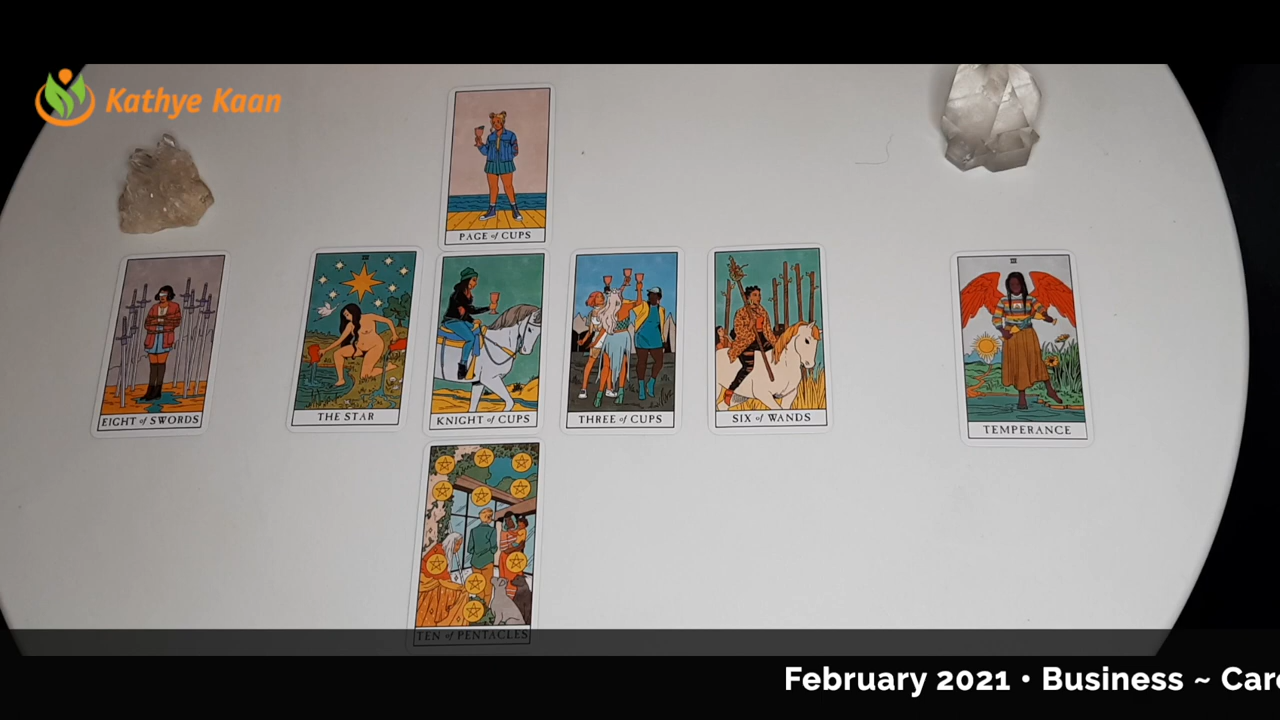 Kathye Kaan
PAGE of CUPS
EIGHT of SWORDS
THE STAR
KNIGHT of CUPS
THREE of CUPS
SIX of WANDS
TEMPERANCE
TEN of PENTACLES
February 2021 • Business ~